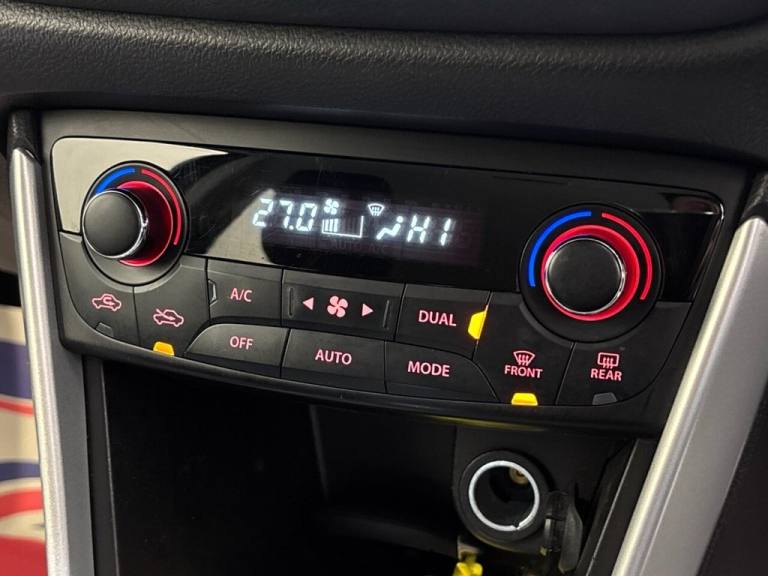 27.0 HI
A/C
DUAL
OFF
AUTO
MODE
FRONT
REAR